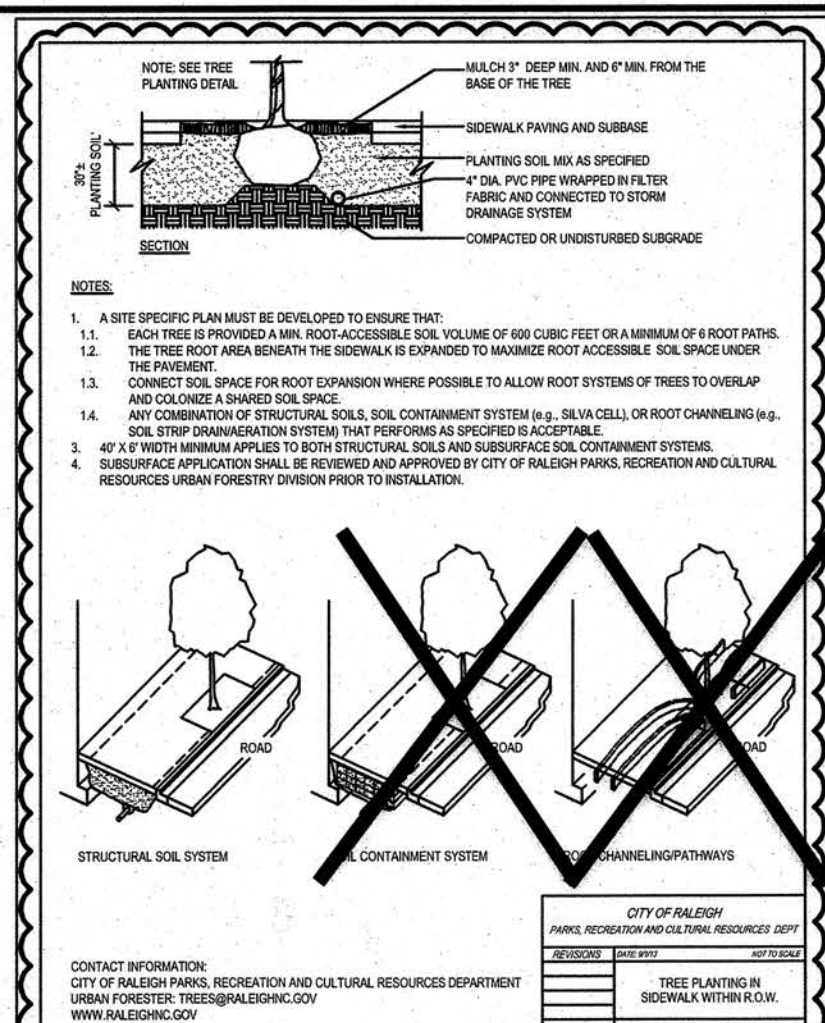 NOTE: SEE TREE
PLANTING DETAIL
MULCH 3" DEEP MIN. AND 6" MIN. FROM THE
BASE OF THE TREE
SIDEWALK PAVING AND SUBBASE
PLANTING SOIL MIX AS SPECIFIED
4" DIA. PVC PIPE WRAPPED IN FILTER
FABRIC AND CONNECTED TO STORM
DRAINAGE SYSTEM
COMPACTED OR UNDISTURBED SUBGRADE
30"±
PLANTING SOIL'
SECTION
NOTES:
1. A SITE SPECIFIC PLAN MUST BE DEVELOPED TO ENSURE THAT:
1.1. EACH TREE IS PROVIDED A MIN. ROOT-ACCESSIBLE SOIL VOLUME OF 600 CUBIC FEET OR A MINIMUM OF 6 ROOT PATHS.
1.2. THE TREE ROOT AREA BENEATH THE SIDEWALK IS EXPANDED TO MAXIMIZE ROOT ACCESSIBLE SOIL SPACE UNDER
THE PAVEMENT.
1.3. CONNECT SOIL SPACE FOR ROOT EXPANSION WHERE POSSIBLE TO ALLOW ROOT SYSTEMS OF TREES TO OVERLAP
AND COLONIZE A SHARED SOIL SPACE.
1.4. ANY COMBINATION OF STRUCTURAL SOILS, SOIL CONTAINMENT SYSTEM (e.g., SILVA CELL), OR ROOT CHANNELING (e.g.,
SOIL STRIP DRAIN/AERATION SYSTEM) THAT PERFORMS AS SPECIFIED IS ACCEPTABLE.
3. 40' X 6' WIDTH MINIMUM APPLIES TO BOTH STRUCTURAL SOILS AND SUBSURFACE SOIL CONTAINMENT SYSTEMS.
4. SUBSURFACE APPLICATION SHALL BE REVIEWED AND APPROVED BY CITY OF RALEIGH PARKS, RECREATION AND CULTURAL
RESOURCES URBAN FORESTRY DIVISION PRIOR TO INSTALLATION.
ROAD
ROAD
OAD
STRUCTURAL SOIL SYSTEM
IL CONTAINMENT SYSTEM
CHANNELING/PATHWAYS
CITY OF RALEIGH
PARKS, RECREATION AND CULTURAL RESOURCES DEPT
REVISIONS DATE: 9/1/12 NOT TO SCALE
TREE PLANTING IN
SIDEWALK WITHIN R.O.W.
CONTACT INFORMATION:
CITY OF RALEIGH PARKS, RECREATION AND CULTURAL RESOURCES DEPARTMENT
URBAN FORESTER: TREES@RALEIGHNC.GOV
WWW.RALEIGHNC.GOV